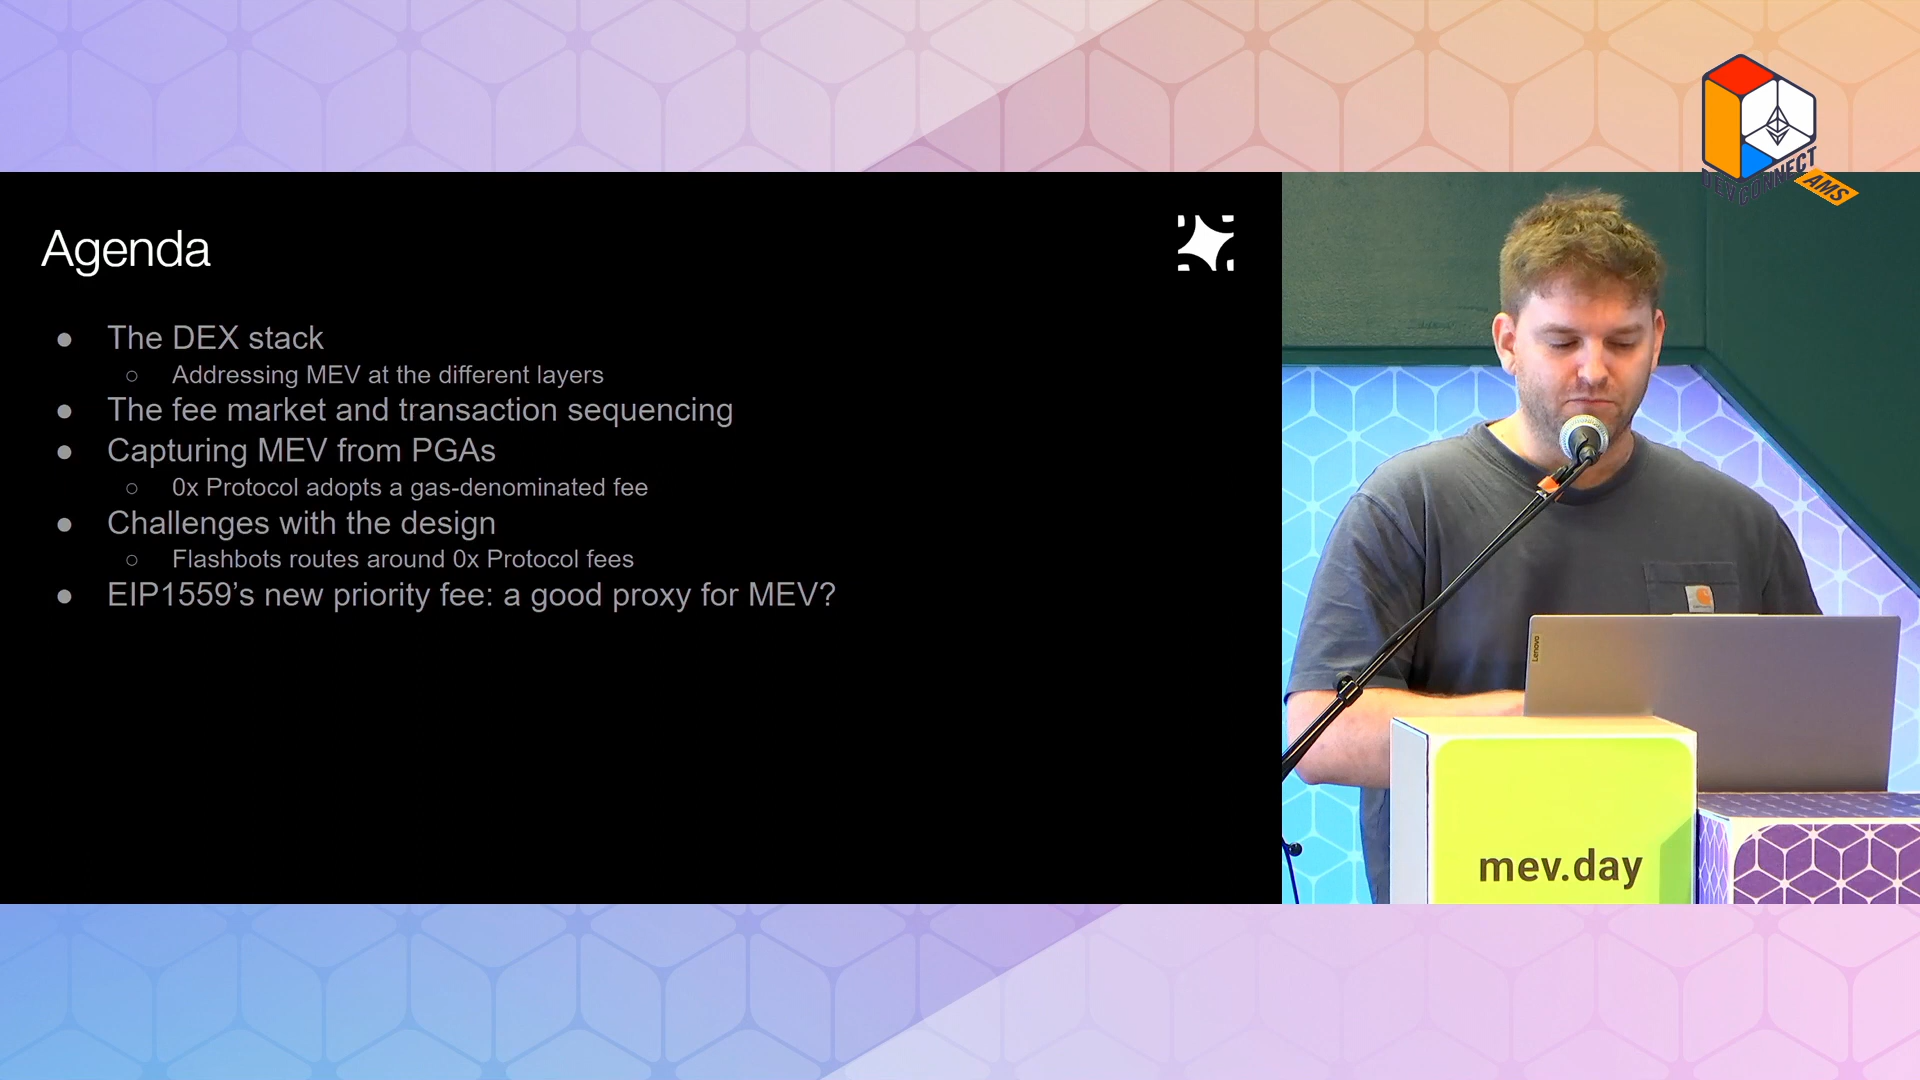 Agenda
● The DEX stack
○ Addressing MEV at the different layers
● The fee market and transaction sequencing
● Capturing MEV from PGAs
○ 0x Protocol adopts a gas-denominated fee
● Challenges with the design
○ Flashbots routes around 0x Protocol fees
● EIP1559’s new priority fee: a good proxy for MEV?
DEVCONNECT
AMS
Lenovo
mev.day